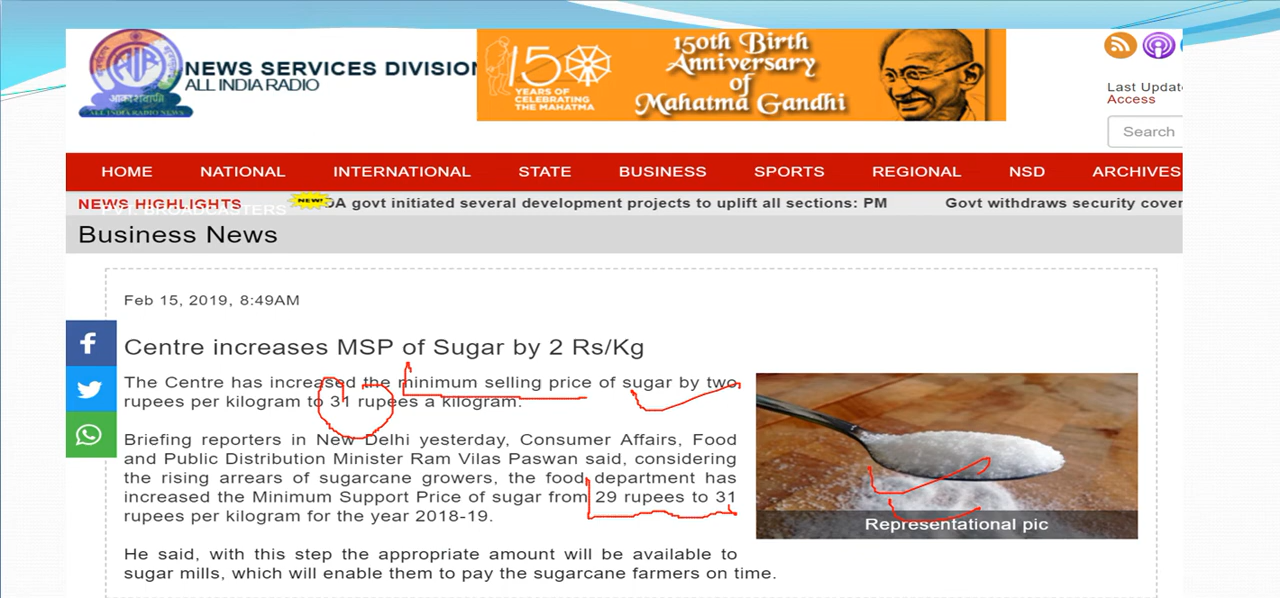 NEWS SERVICES DIVISION
ALL INDIA RADIO
आकाशवाणी
ALL INDIA RADIO NEWS
150
YEARS OF
CELEBRATING
THE MAHATMA
150th Birth
Anniversary
of
Mahatma Gandhi
Last Update
Access
Search
HOME NATIONAL INTERNATIONAL STATE BUSINESS SPORTS REGIONAL NSD ARCHIVES
PVT. BROADCASTERS
NEWS HIGHLIGHTS NEW! DA govt initiated several development projects to uplift all sections: PM Govt withdraws security cover
Business News
Feb 15, 2019, 8:49AM
Centre increases MSP of Sugar by 2 Rs/Kg
The Centre has increased the minimum selling price of sugar by two
rupees per kilogram to 31 rupees a kilogram.
Briefing reporters in New Delhi yesterday, Consumer Affairs, Food
and Public Distribution Minister Ram Vilas Paswan said, considering
the rising arrears of sugarcane growers, the food department has
increased the Minimum Support Price of sugar from 29 rupees to 31
rupees per kilogram for the year 2018-19.
He said, with this step the appropriate amount will be available to
sugar mills, which will enable them to pay the sugarcane farmers on time.
Representational pic